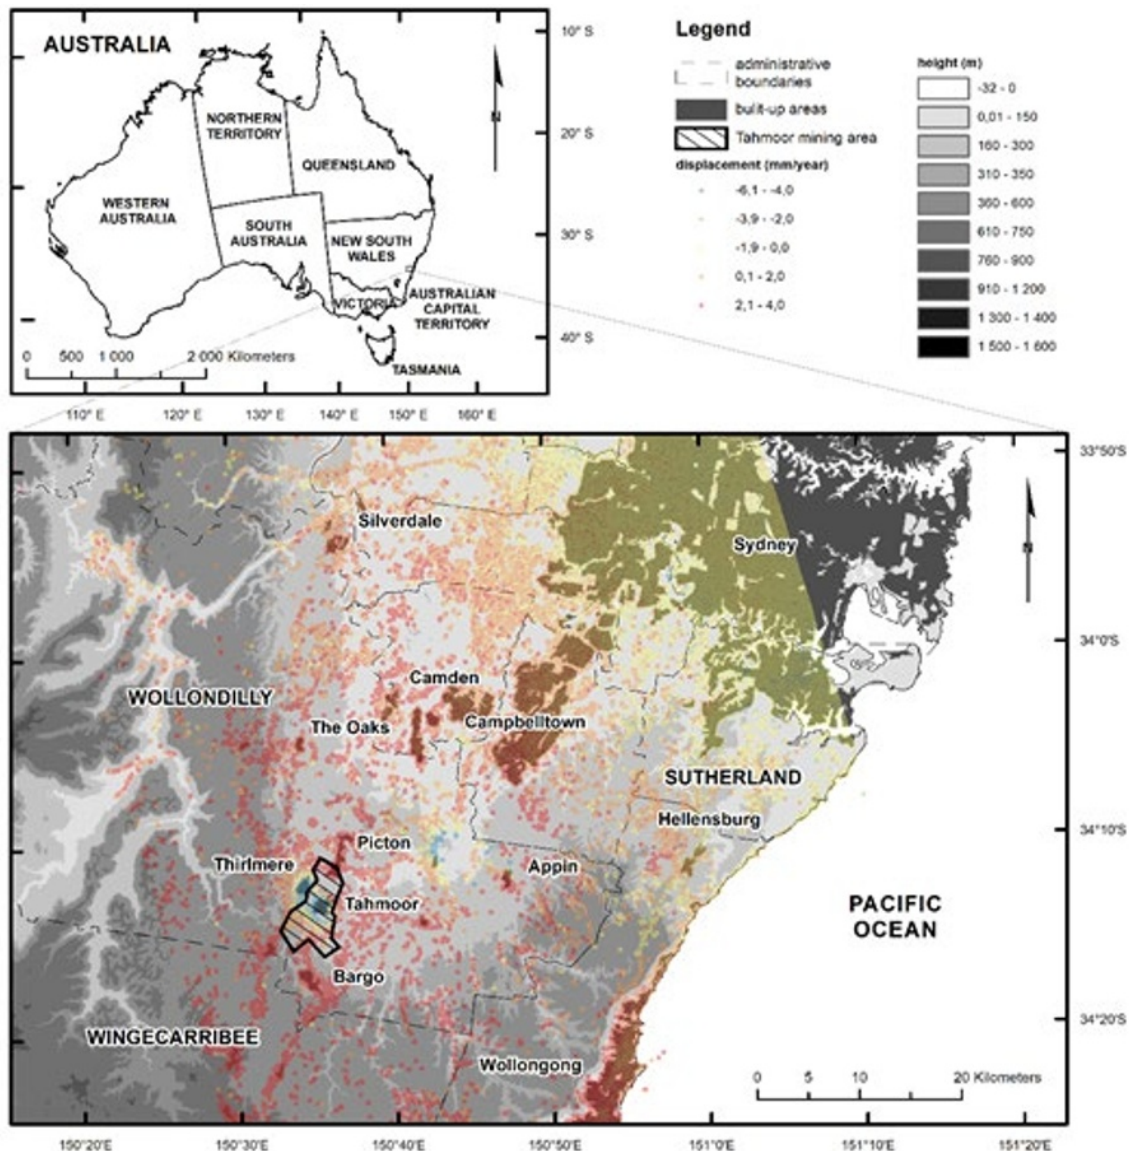 AUSTRALIA
N
NORTHERN
TERRITORY
QUEENSLAND
WESTERN
AUSTRALIA
SOUTH
AUSTRALIA
NEW SOUTH
WALES
VICTORIA
AUSTRALIAN
CAPITAL
TERRITORY
TASMANIA
0 500 1 000 2 000 Kilometers
10° S
20° S
30° S
40° S
110° E 120° E 130° E 140° E 150° E 160° E
Legend
administrative
boundaries
built-up areas
Tahmoor mining area
displacement (mm/year)
-6,1 - -4,0
-3,9 - -2,0
-1,9 - 0,0
0,1 - 2,0
2,1 - 4,0
height (m)
-32 - 0
0,01 - 150
160 - 300
310 - 350
360 - 600
610 - 750
760 - 900
910 - 1 200
1 300 - 1 400
1 500 - 1 600
Silverdale
Sydney
N
WOLLONDILLY
Camden
The Oaks
Campbelltown
SUTHERLAND
Hellensburg
Picton
Thirlmere
Appin
Tahmoor
PACIFIC
OCEAN
Bargo
WINGECARRIBEE
Wollongong
0 5 10 20 Kilometers
33°50'S
34°0'S
34°10'S
34°20'S
150°20'E 150°30'E 150°40'E 150°50'E 151°0'E 151°10'E 151°20'E